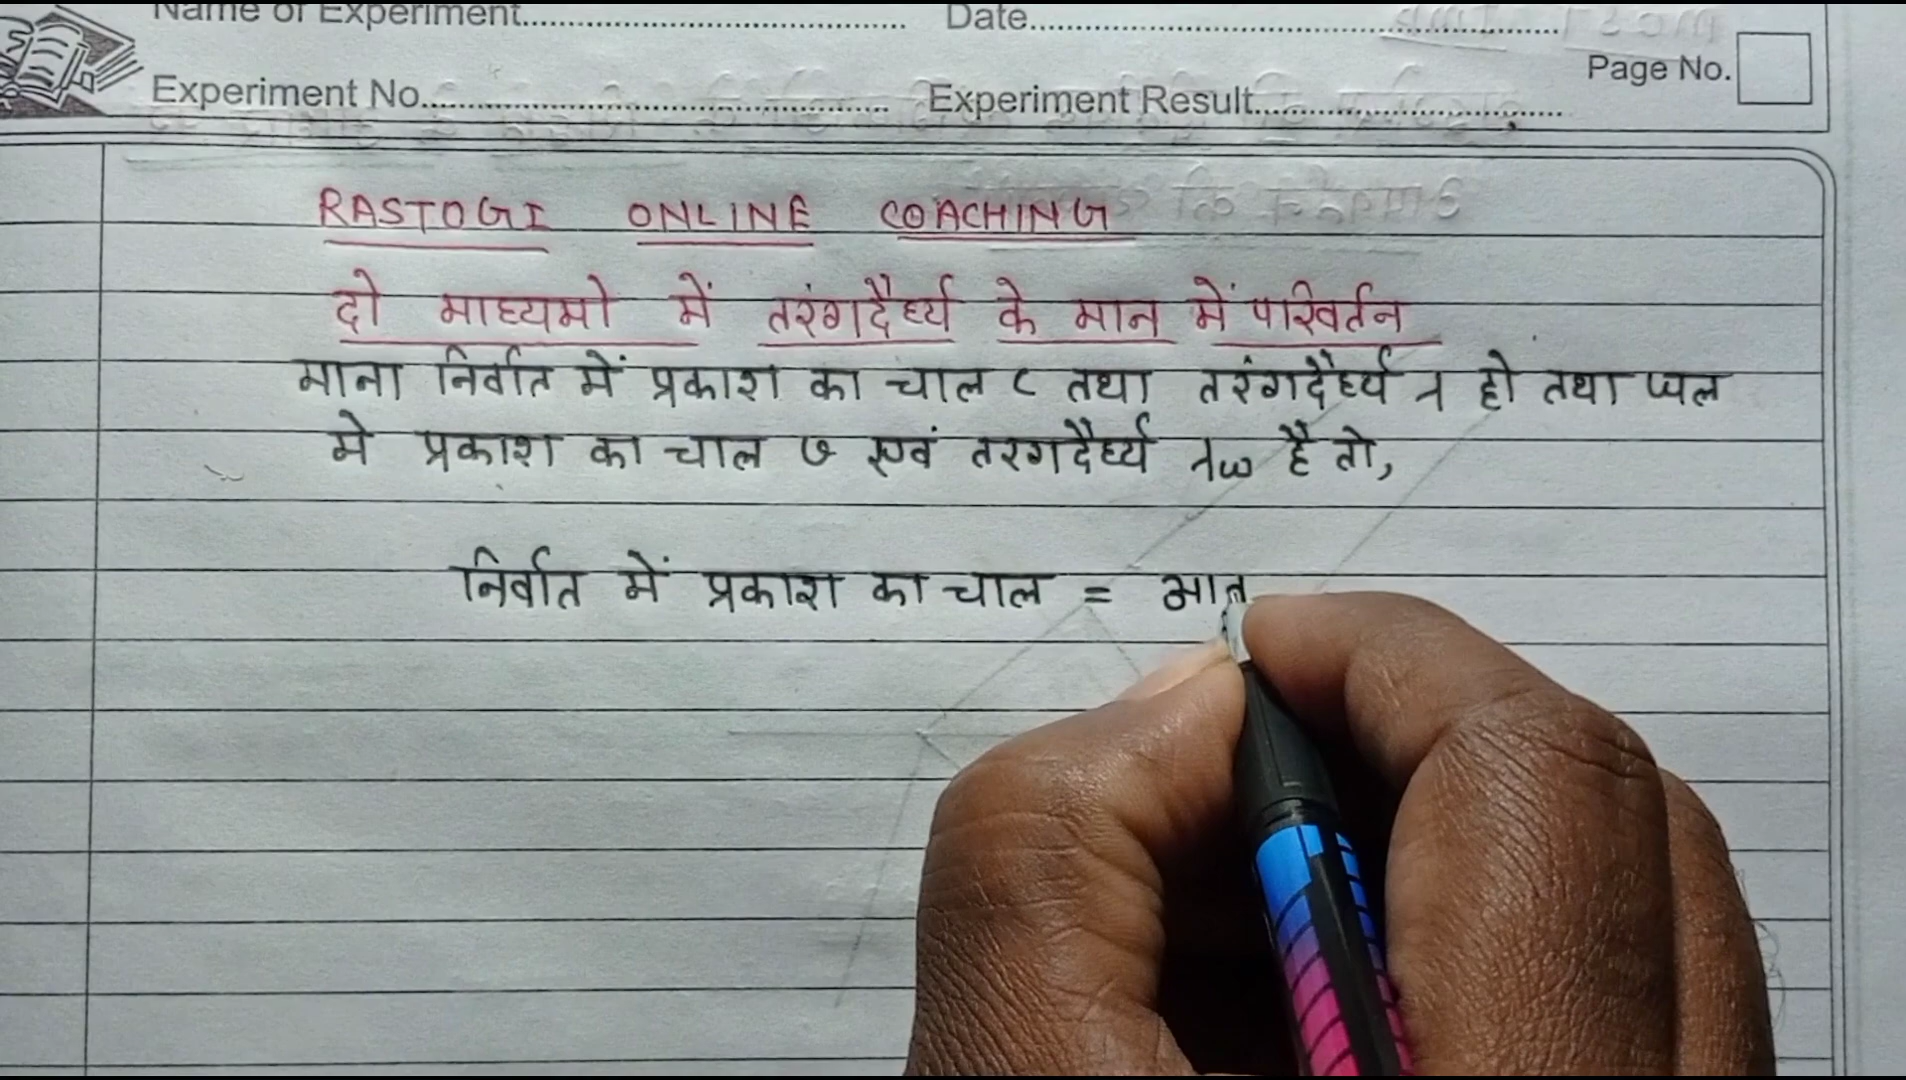 Name of Experiment.......... Date..........
Page No.
Experiment No.......... Experiment Result..........
RASTOGI ONLINE COACHING
दो माध्यमो में तरंगदैर्ध्य के मान में परिवर्तन
माना निर्वात में प्रकाश का चाल c तथा तरंगदैर्ध्य λ हो तथा जल
मे प्रकाश का चाल v एवं तरगदैर्ध्य λw है तो,
निर्वात में प्रकाश का चाल = आव